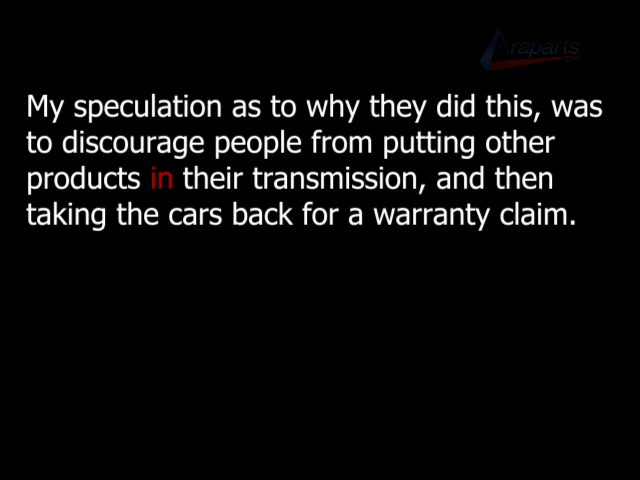 Araparts
My speculation as to why they did this, was
to discourage people from putting other
products in their transmission, and then
taking the cars back for a warranty claim.